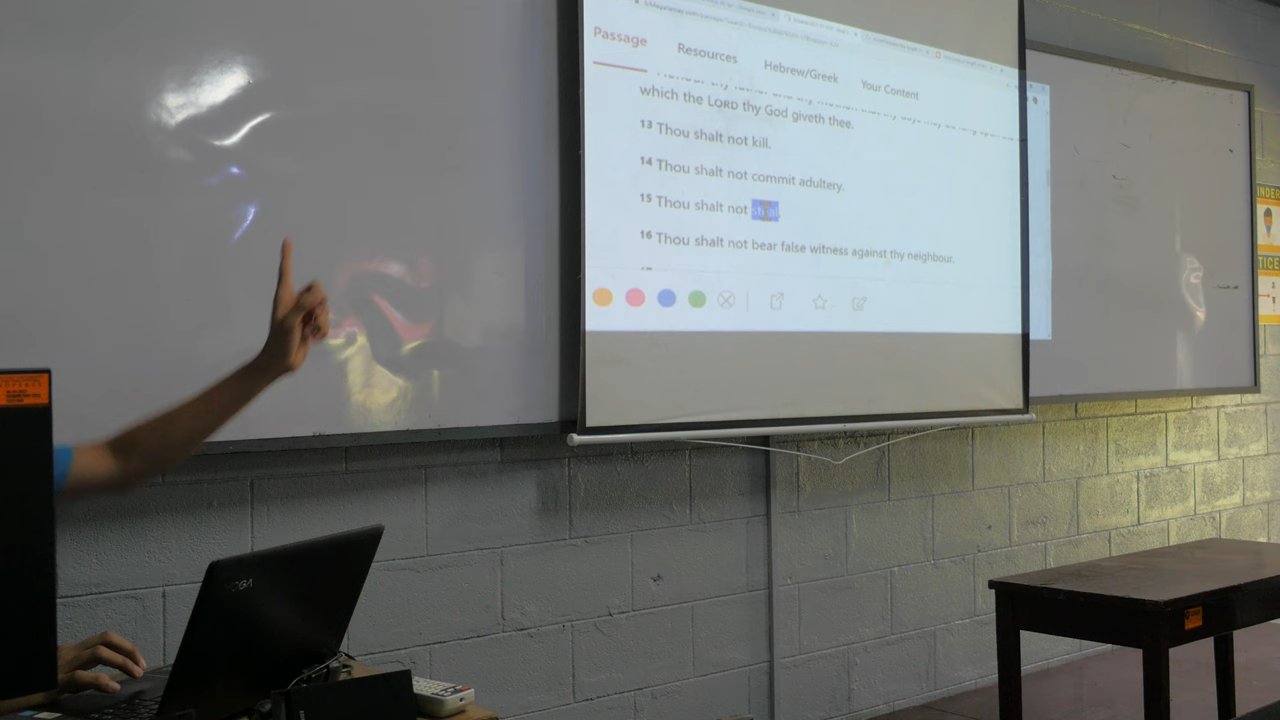 Passage
Resources
Hebrew/Greek
Your Content
which the LORD thy God giveth thee.
13 Thou shalt not kill.
14 Thou shalt not commit adultery.
15 Thou shalt not steal.
16 Thou shalt not bear false witness against thy neighbour.
YOGA